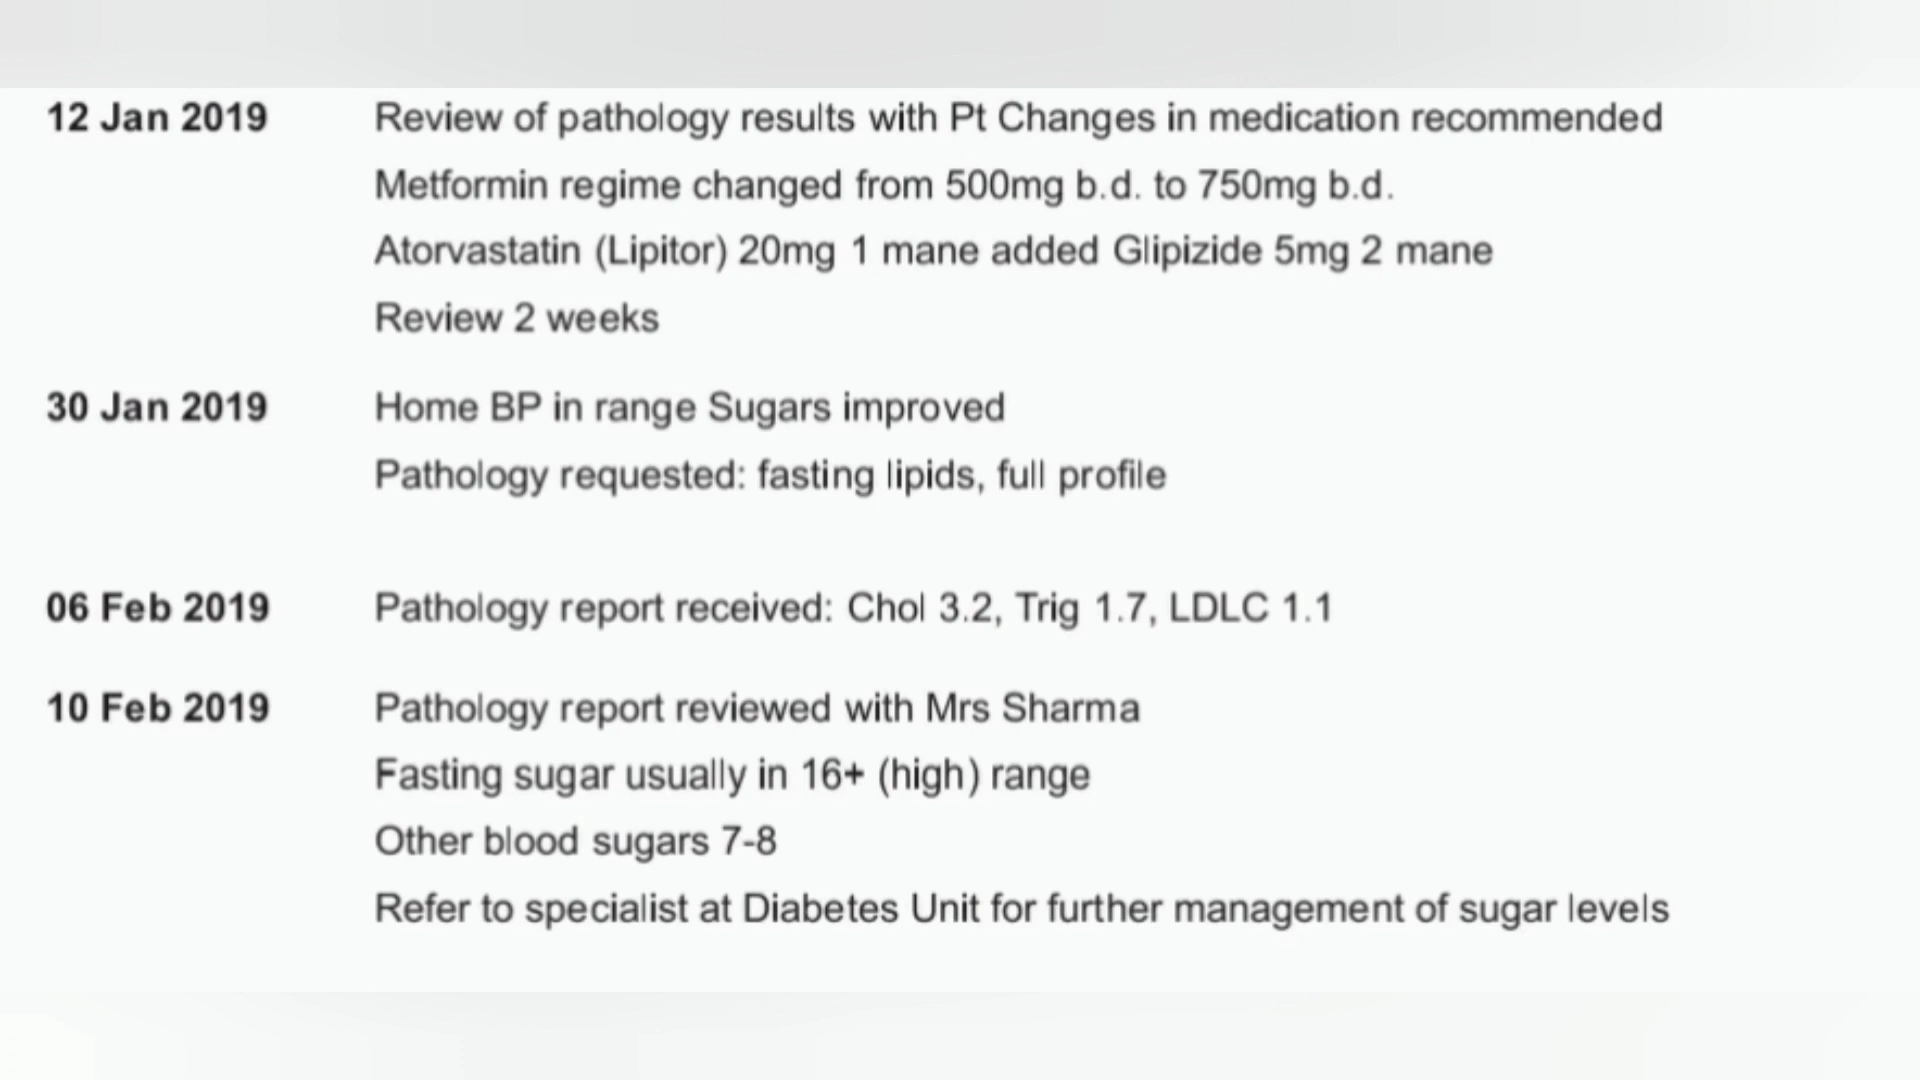 12 Jan 2019 Review of pathology results with Pt Changes in medication recommended
Metformin regime changed from 500mg b.d. to 750mg b.d.
Atorvastatin (Lipitor) 20mg 1 mane added Glipizide 5mg 2 mane
Review 2 weeks
30 Jan 2019 Home BP in range Sugars improved
Pathology requested: fasting lipids, full profile
06 Feb 2019 Pathology report received: Chol 3.2, Trig 1.7, LDLC 1.1
10 Feb 2019 Pathology report reviewed with Mrs Sharma
Fasting sugar usually in 16+ (high) range
Other blood sugars 7-8
Refer to specialist at Diabetes Unit for further management of sugar levels